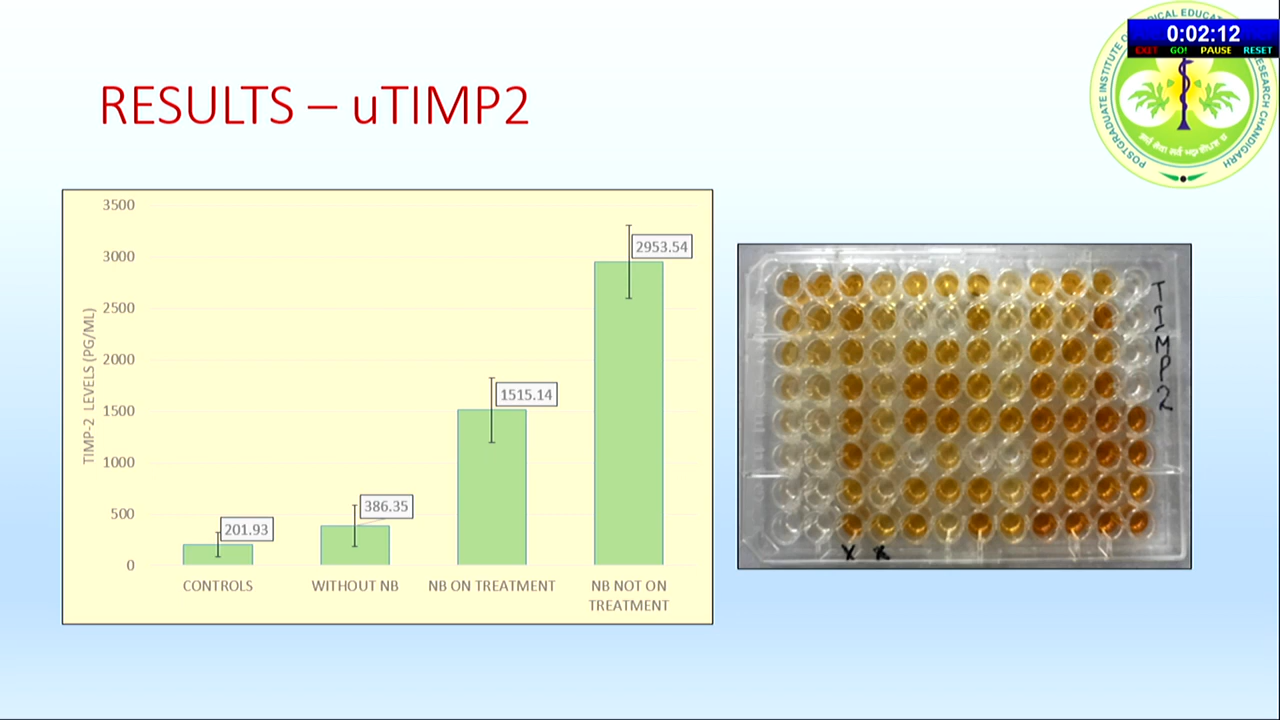 0:02:12
EXIT GO! PAUSE RESET
RESULTS – uTIMP2
3500
3000
2500
2000
1500
1000
500
0
TIMP-2 LEVELS (PG/ML)
201.93
386.35
1515.14
2953.54
CONTROLS
WITHOUT NB
NB ON TREATMENT
NB NOT ON
TREATMENT
TIMP2
X X